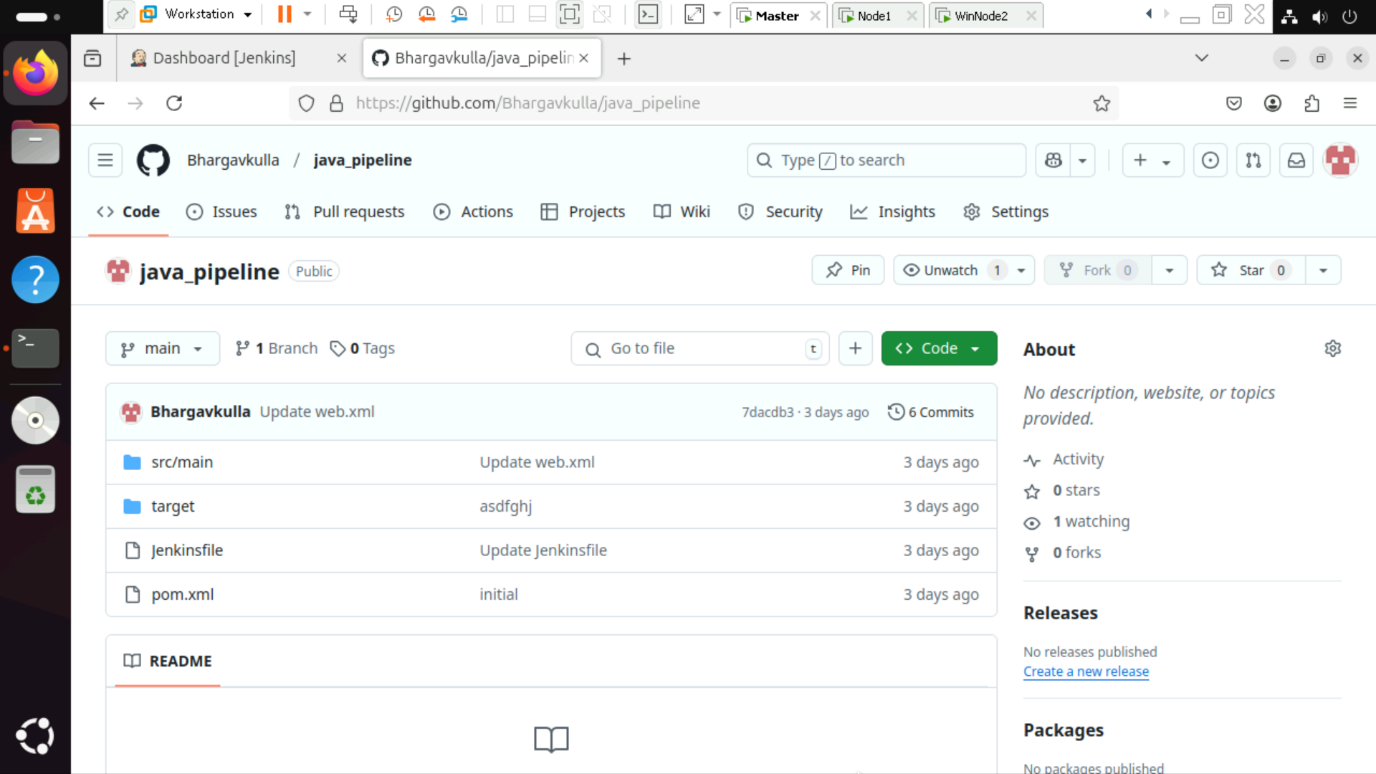 Workstation
Master
Node1
WinNode2
Dashboard [Jenkins]
Bhargavkulla/java_pipelin
https://github.com/Bhargavkulla/java_pipeline
Bhargavkulla / java_pipeline
Type / to search
Code
Issues
Pull requests
Actions
Projects
Wiki
Security
Insights
Settings
java_pipeline
Public
Pin
Unwatch 1
Fork 0
Star 0
main
1 Branch
0 Tags
Go to file
t
Code
Bhargavkulla Update web.xml 7dacdb3 · 3 days ago 6 Commits
src/main Update web.xml 3 days ago
target asdfghj 3 days ago
Jenkinsfile Update Jenkinsfile 3 days ago
pom.xml initial 3 days ago
README
About
No description, website, or topics
provided.
Activity
0 stars
1 watching
0 forks
Releases
No releases published
Create a new release
Packages
No packages published